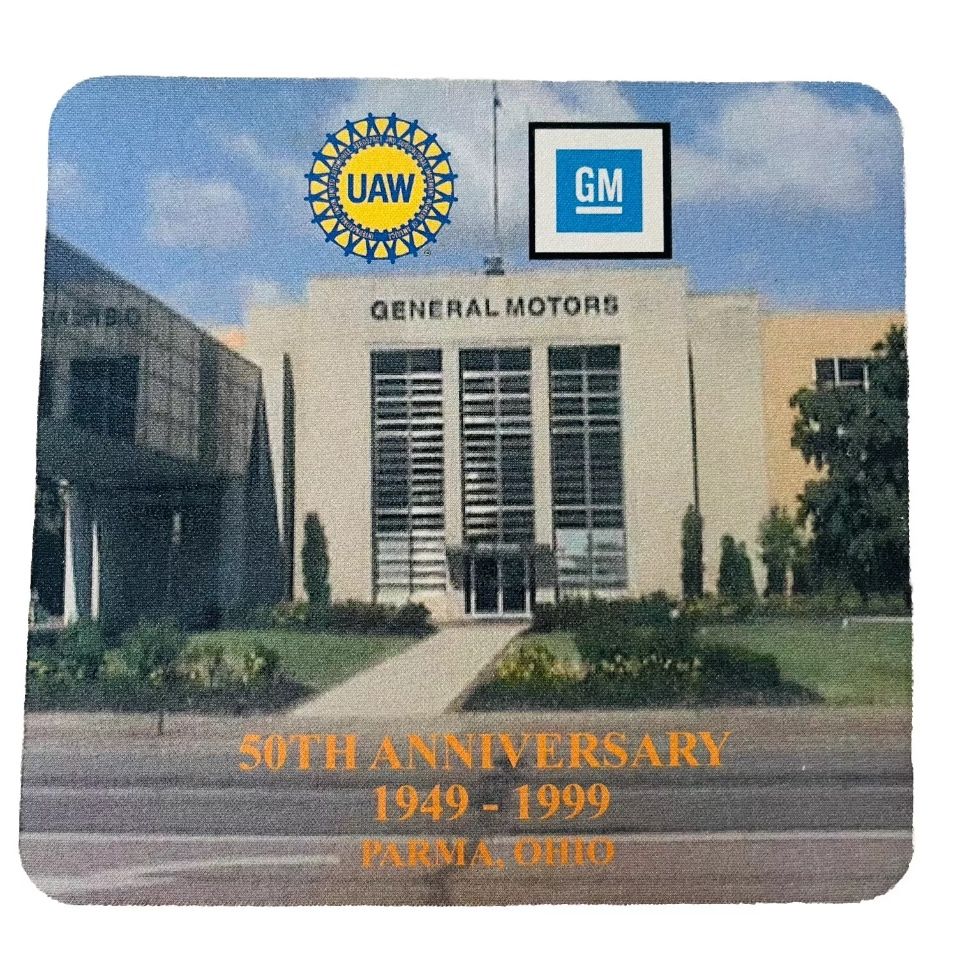 UAW
GM
GENERAL MOTORS
50TH ANNIVERSARY
1949 - 1999
PARMA, OHIO